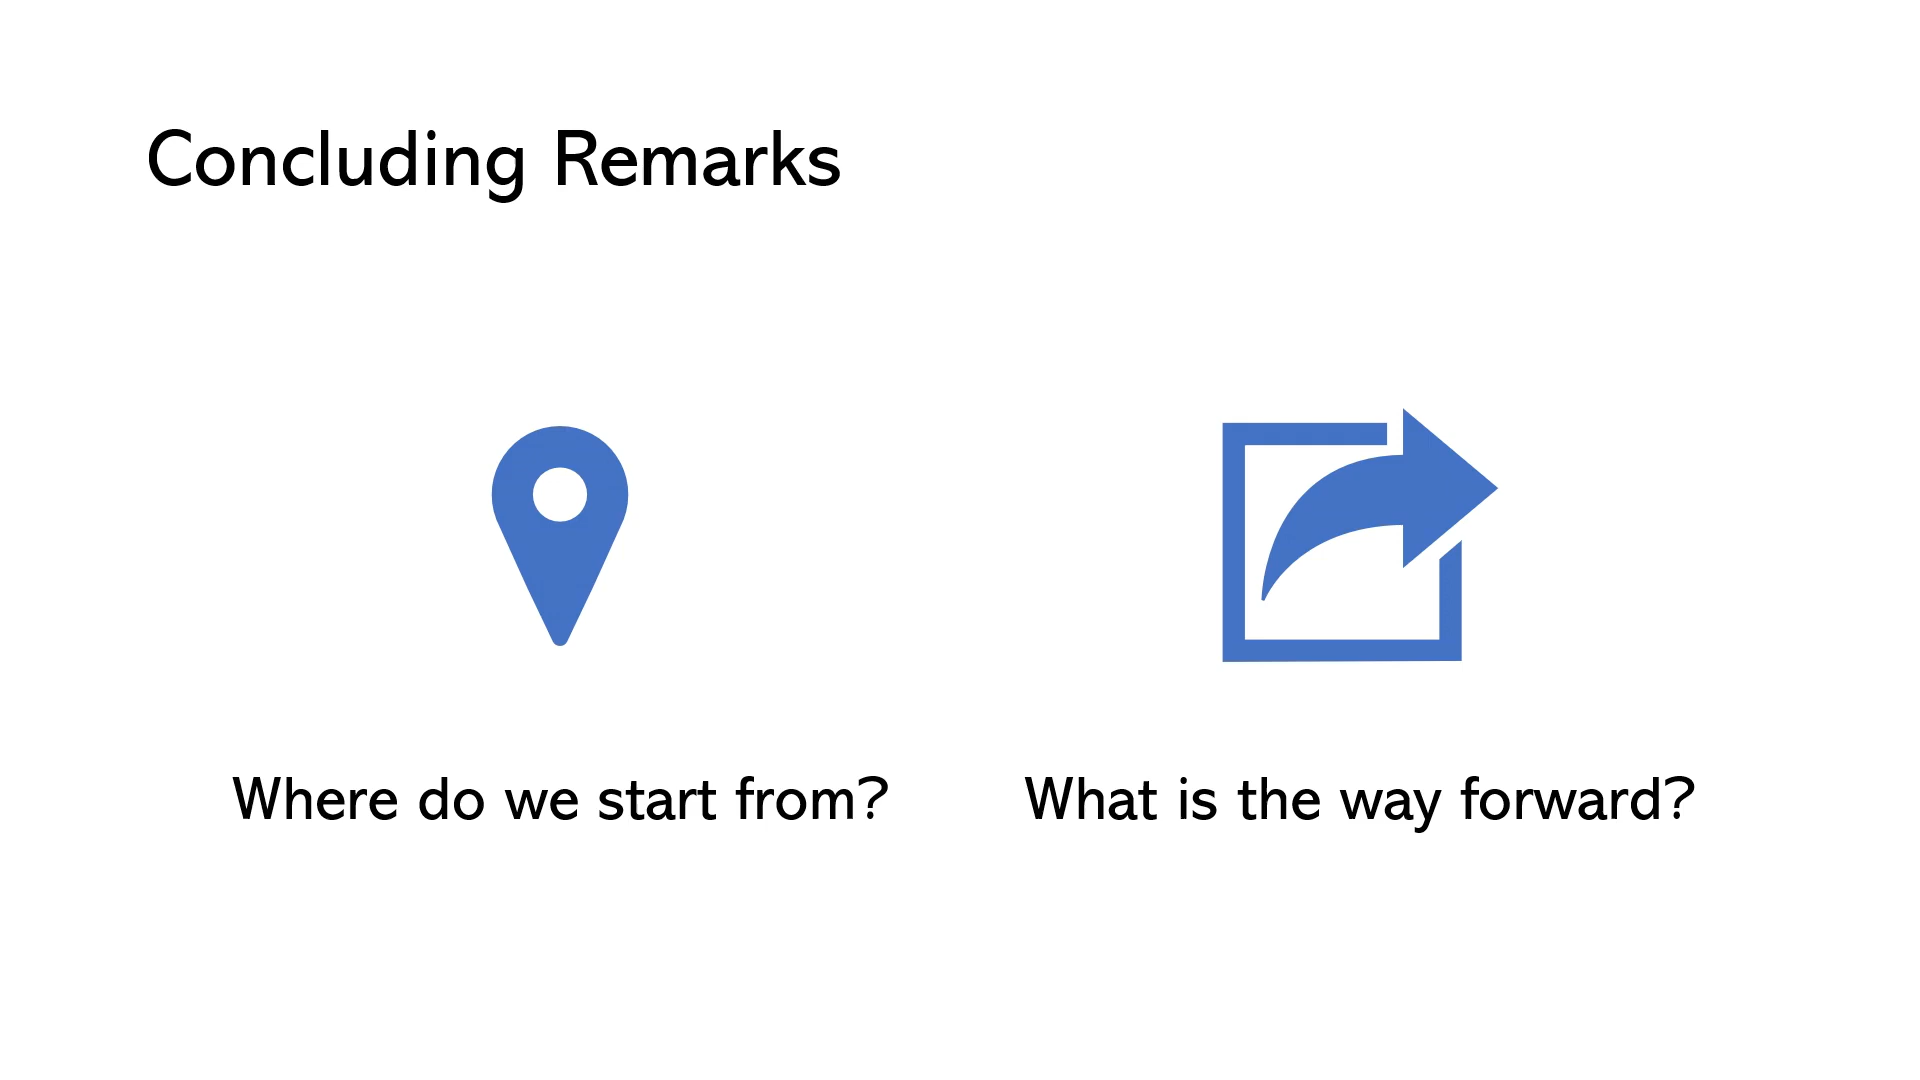 Concluding Remarks
Where do we start from?
What is the way forward?